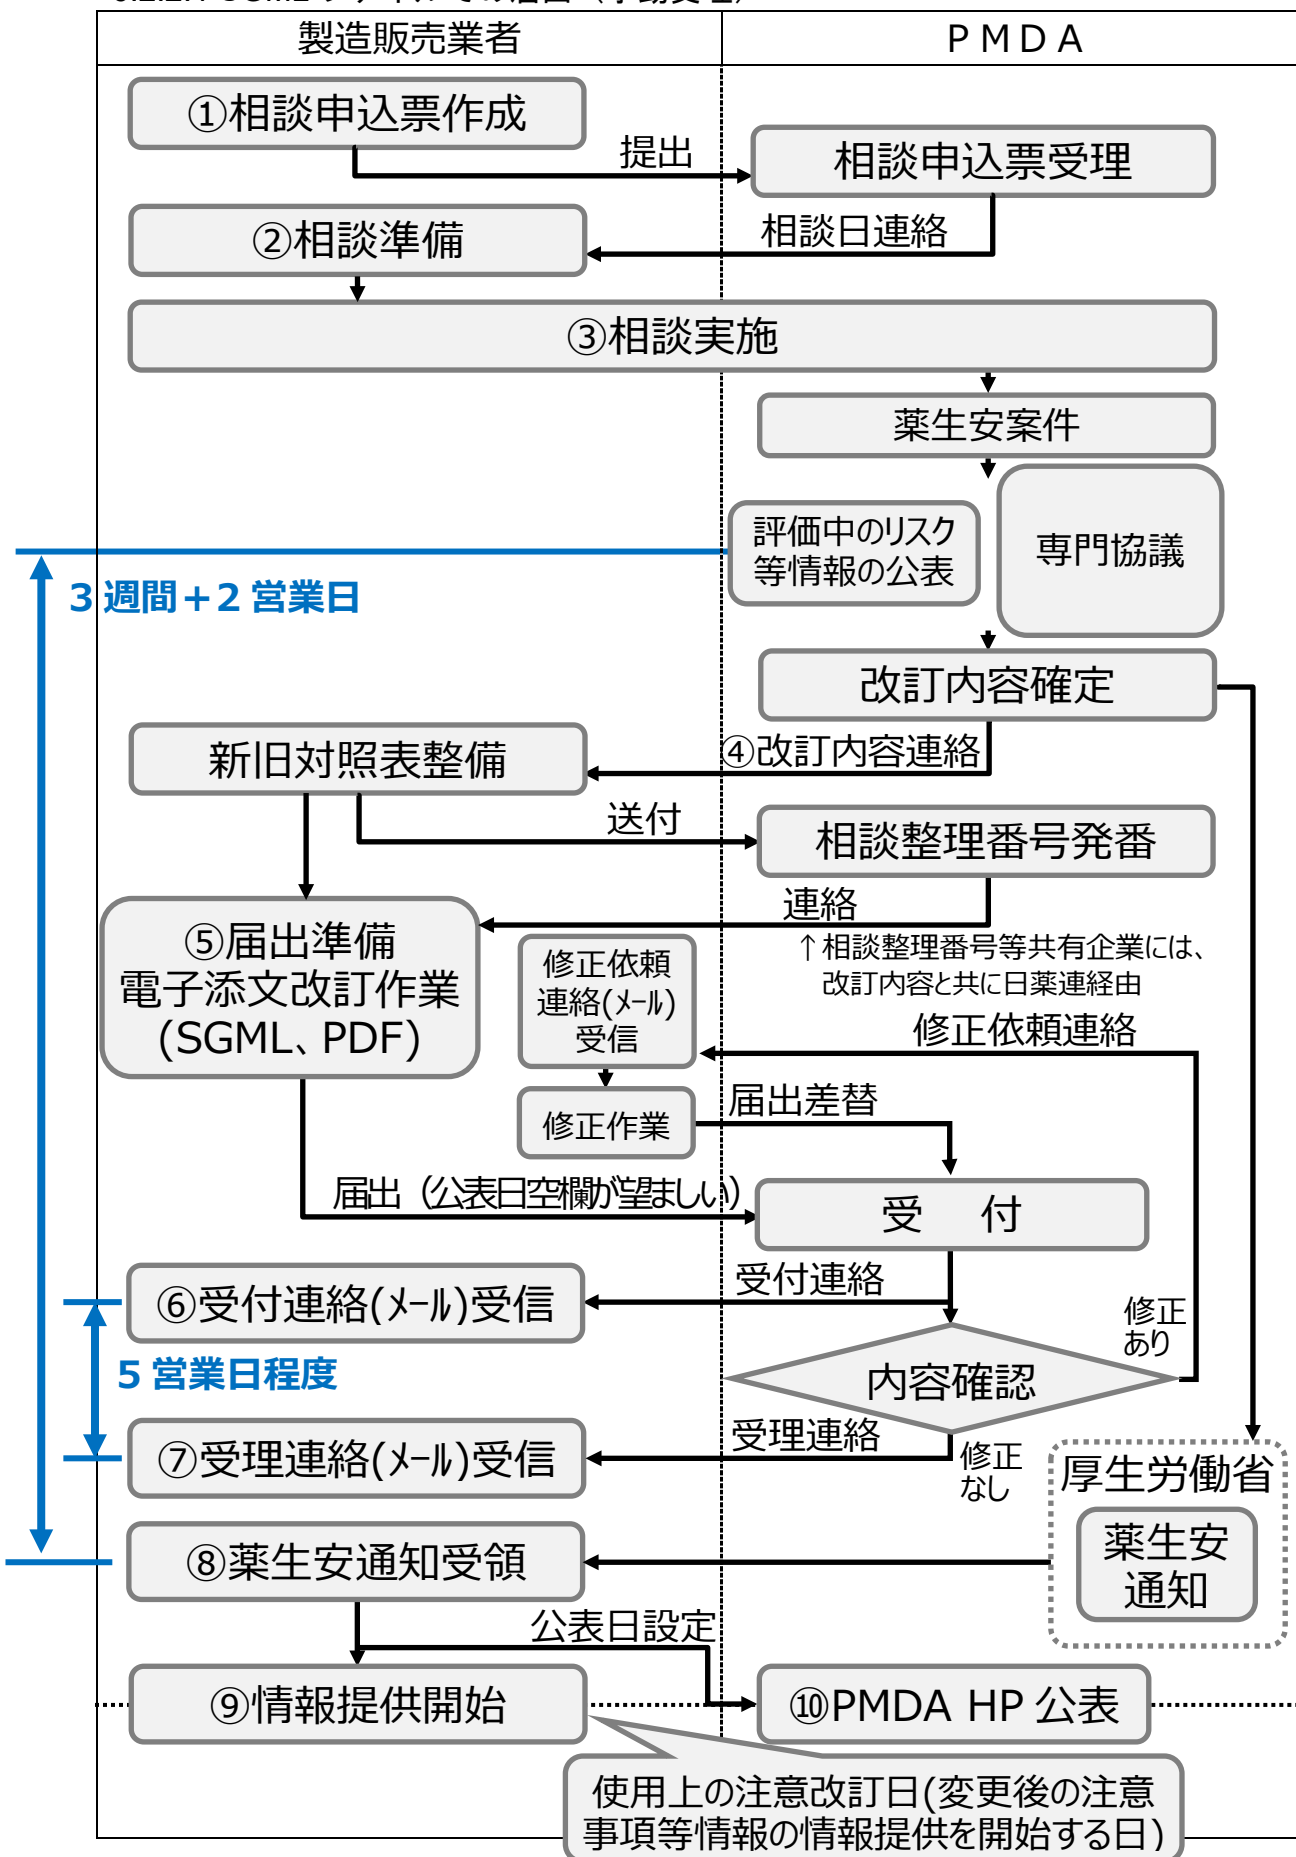 製造販売業者
PMDA
①相談申込票作成
提出
相談申込票受理
②相談準備
相談日連絡
③相談実施
薬生安案件
評価中のリスク
等情報の公表
専門協議
3週間+2営業日
改訂内容確定
新旧対照表整備
④改訂内容連絡
送付
相談整理番号発番
連絡
⑤届出準備
電子添文改訂作業
(SGML、PDF)
↑相談整理番号等共有企業には、
改訂内容と共に日薬連経由
修正依頼
連絡(メール)
受信
修正依頼連絡
修正作業
届出差替
届出（公表日空欄が望ましい）
受　付
⑥受付連絡(メール)受信
受付連絡
修正
あり
5営業日程度
内容確認
⑦受理連絡(メール)受信
受理連絡
修正
なし
厚生労働省
薬生安
通知
⑧薬生安通知受領
公表日設定
⑨情報提供開始
⑩PMDA HP公表
使用上の注意改訂日(変更後の注意
事項等情報の情報提供を開始する日)